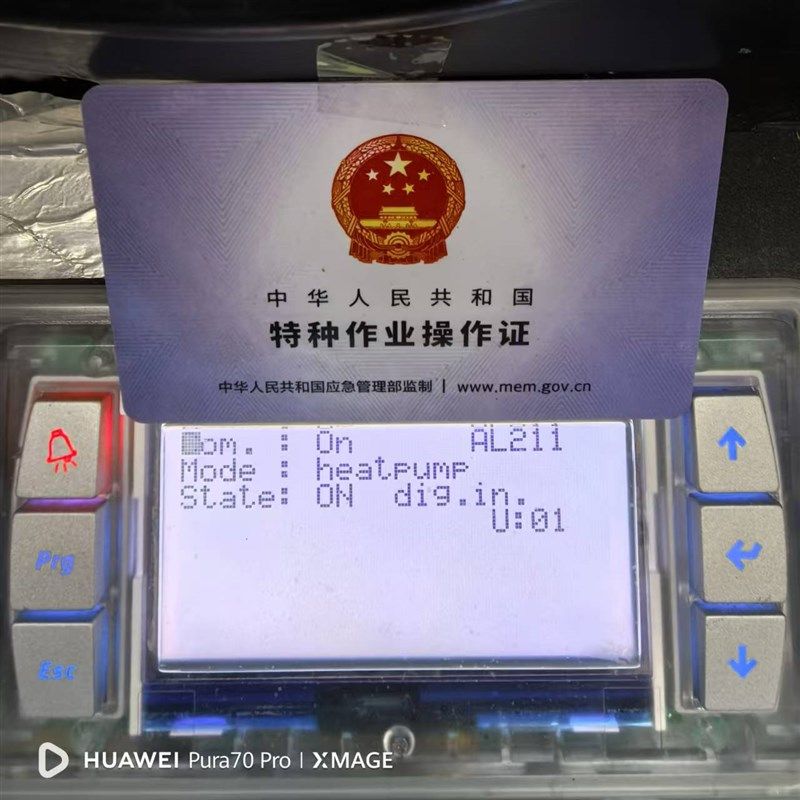 中华人民共和国
特种作业操作证
中华人民共和国应急管理部监制 | www.mem.gov.cn
On AL211
Mode : heatpump
State: ON dig.in.
U:01
Prg
Esc
HUAWEI Pura70 Pro | XMAGE